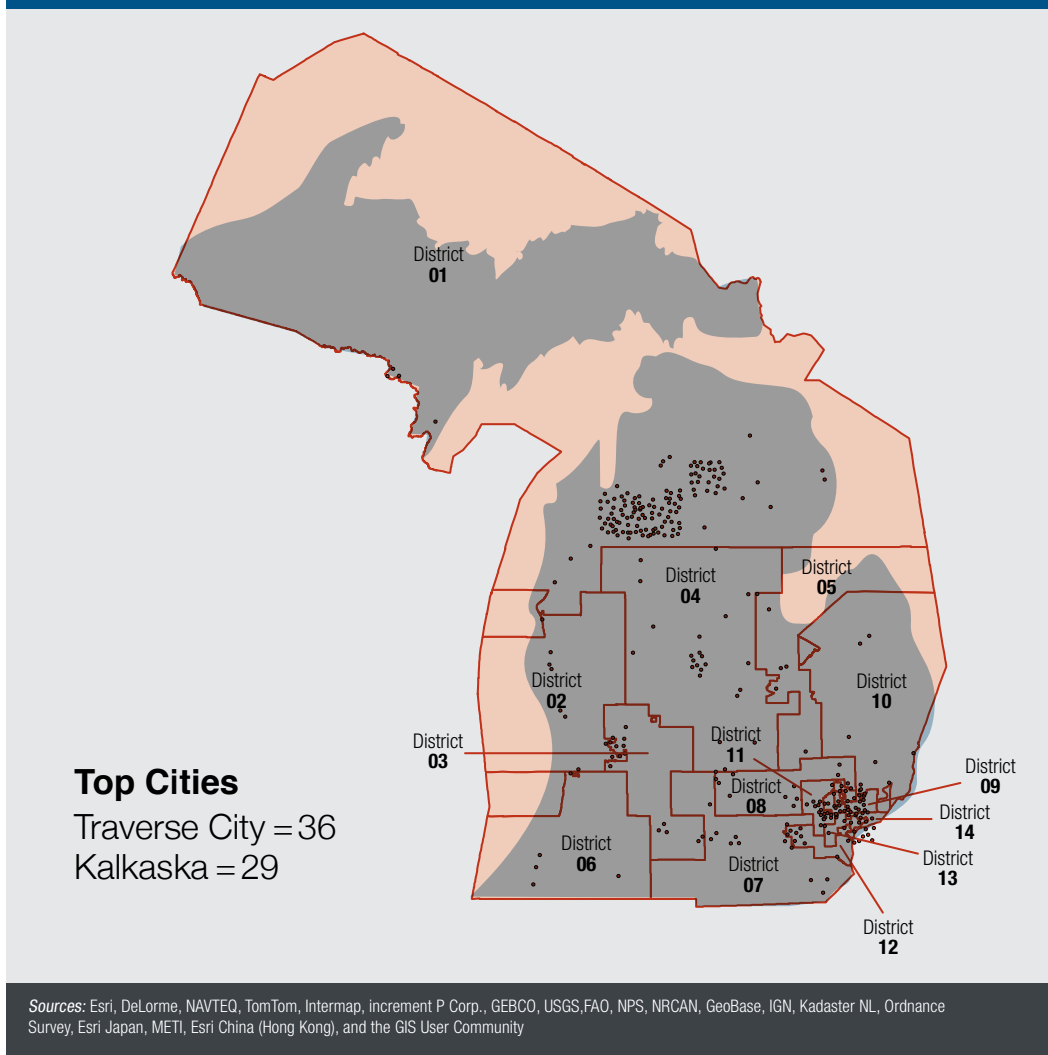 District
01
District
05
District
04
District
02
District
10
District
11
District
03
District
09
Top Cities
Traverse City = 36
Kalkaska = 29
District
08
District
14
District
06
District
07
District
13
District
12
Sources: Esri, DeLorme, NAVTEQ, TomTom, Intermap, increment P Corp., GEBCO, USGS,FAO, NPS, NRCAN, GeoBase, IGN, Kadaster NL, Ordnance
Survey, Esri Japan, METI, Esri China (Hong Kong), and the GIS User Community